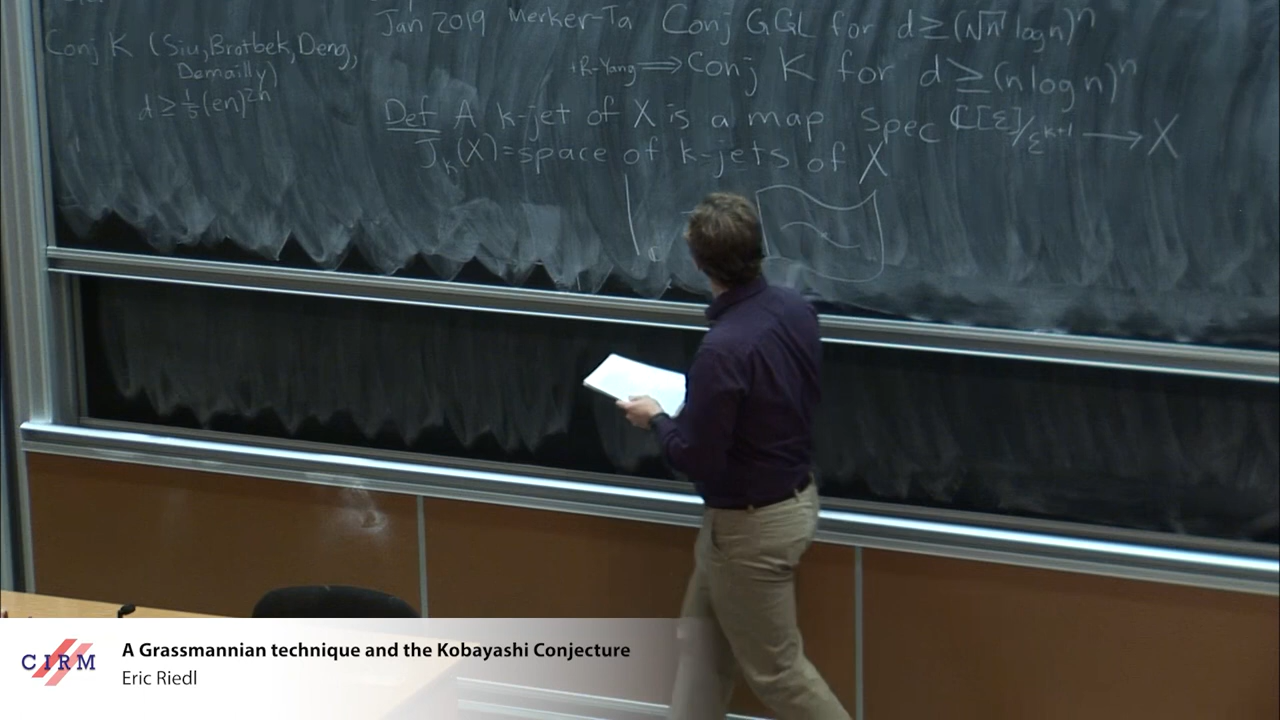 Jan 2019 Merker-Ta Conj GGL for d≥(√n log n)ⁿ
Conj K (Siu, Brotbek, Deng,
Demailly)
d ≥ 1/5 (en)²ⁿ
+R-Yang ⟹ Conj K for d≥(n log n)ⁿ
Def A k-jet of X is a map Spec ℂ[ε]/ε^{k+1} ⟶ X
J_k(X)=space of k-jets of X
CIRM
A Grassmannian technique and the Kobayashi Conjecture
Eric Riedl